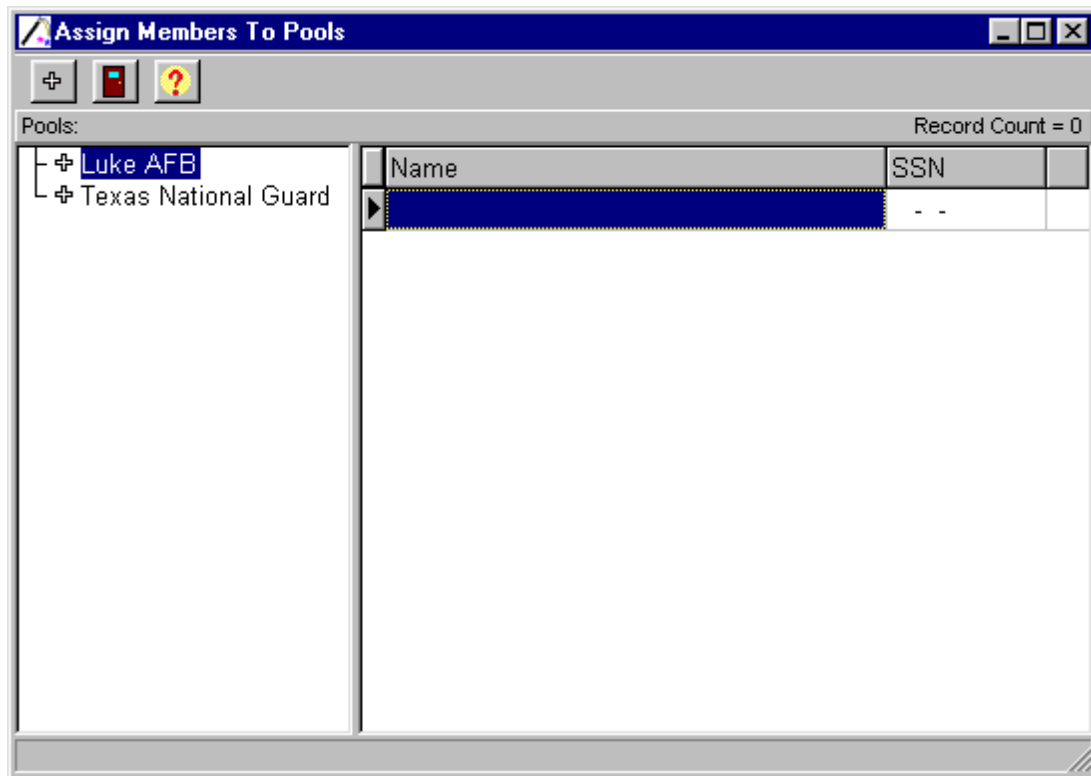 Assign Members To Pools
?
Pools: Record Count = 0
Luke AFB
Texas National Guard
Name SSN
- -